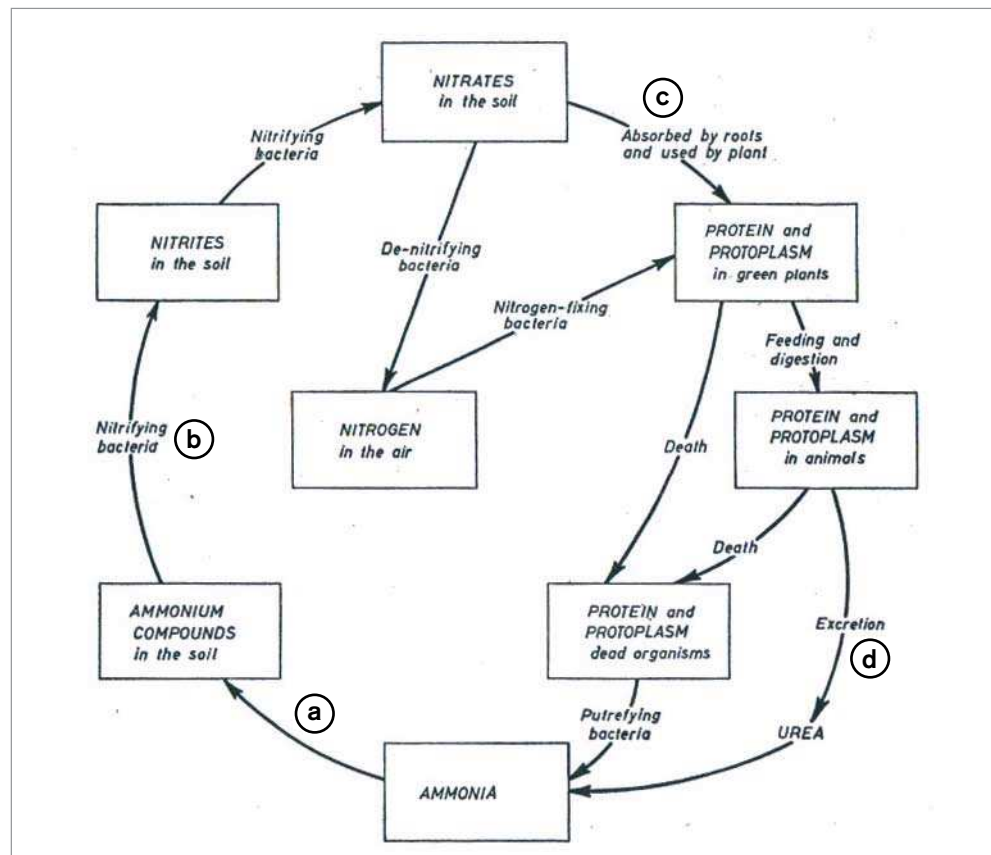 NITRATES
in the soil
c
Absorbed by roots
and used by plant
Nitrifying
bacteria
NITRITES
in the soil
De-nitrifying
bacteria
PROTEIN and
PROTOPLASM
in green plants
Nitrogen-fixing
bacteria
Feeding and
digestion
NITROGEN
in the air
PROTEIN and
PROTOPLASM
in animals
Nitrifying
bacteria
b
Death
Death
AMMONIUM
COMPOUNDS
in the soil
PROTEIN and
PROTOPLASM
dead organisms
Excretion
d
a
Putrefying
bacteria
UREA
AMMONIA